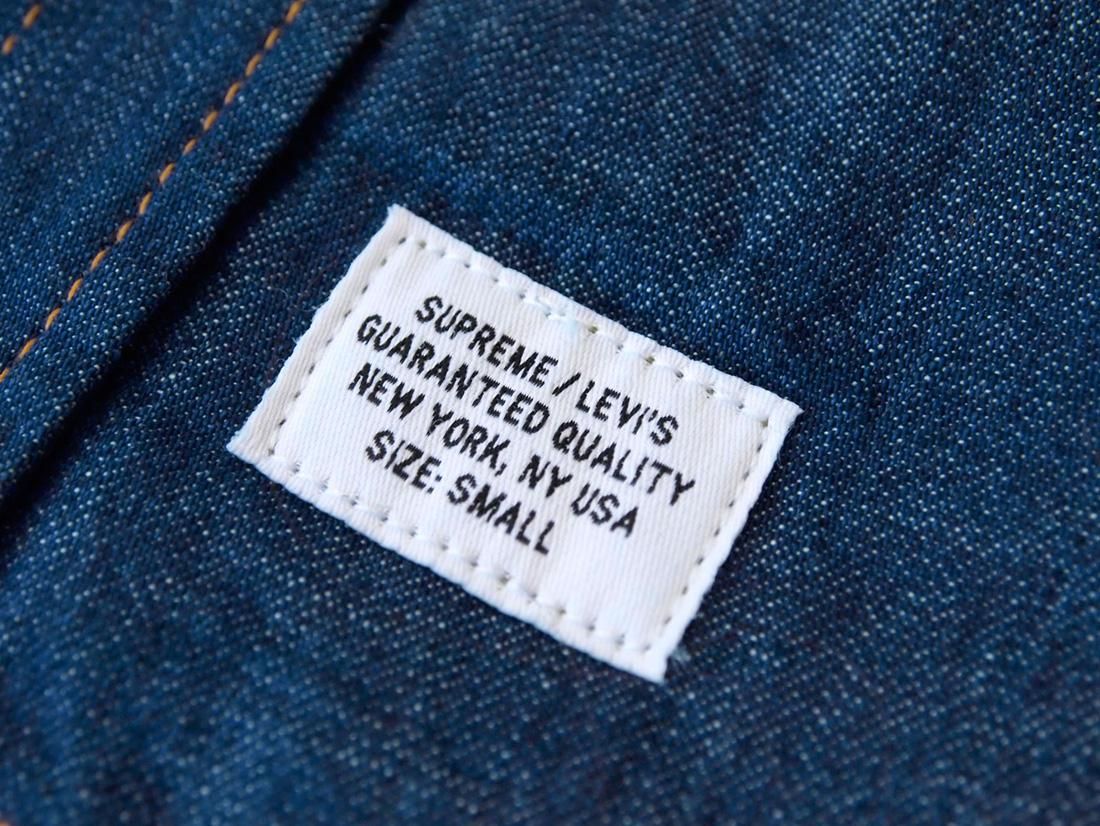 SUPREME / LEVI'S
GUARANTEED QUALITY
NEW YORK, NY USA
SIZE: SMALL